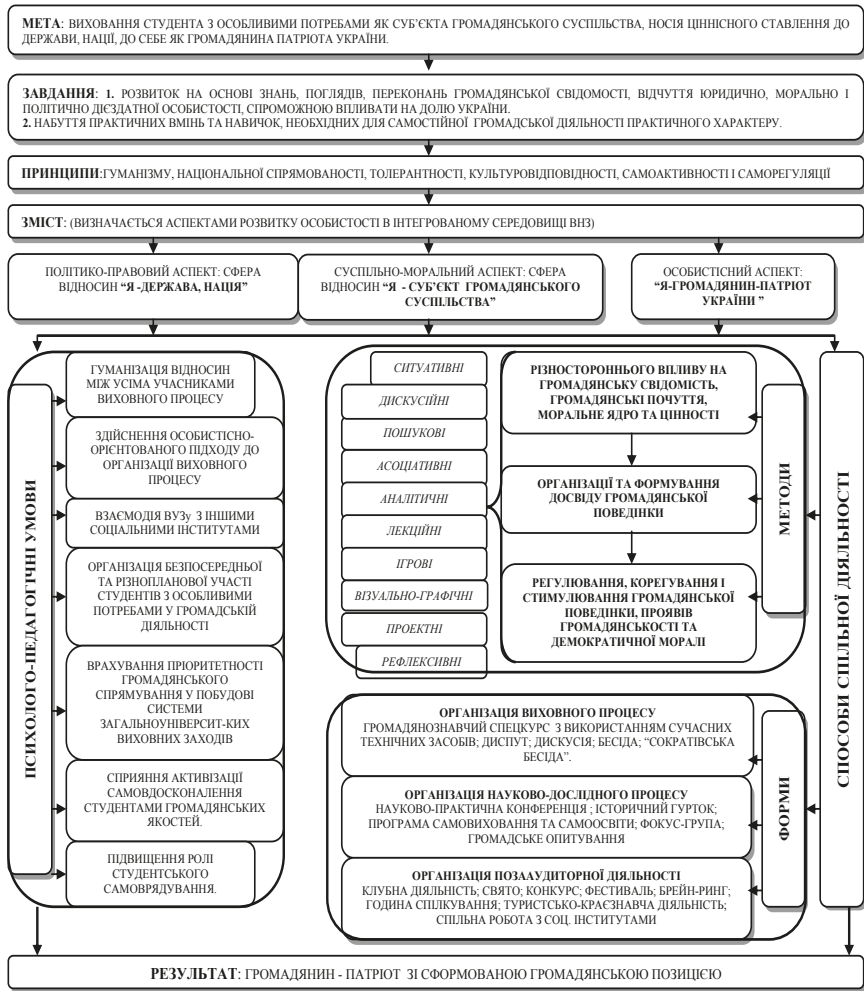 МЕТА: ВИХОВАННЯ СТУДЕНТА З ОСОБЛИВИМИ ПОТРЕБАМИ ЯК СУБ'ЄКТА ГРОМАДЯНСЬКОГО СУСПІЛЬСТВА, НОСІЯ ЦІННІСНОГО СТАВЛЕННЯ ДО
ДЕРЖАВИ, НАЦІЇ, ДО СЕБЕ ЯК ГРОМАДЯНИНА ПАТРІОТА УКРАЇНИ.
ЗАВДАННЯ: 1. РОЗВИТОК НА ОСНОВІ ЗНАНЬ, ПОГЛЯДІВ, ПЕРЕКОНАНЬ ГРОМАДЯНСЬКОЇ СВІДОМОСТІ, ВІДЧУТТЯ ЮРИДИЧНО, МОРАЛЬНО І
ПОЛІТИЧНО ДІЄЗДАТНОЇ ОСОБИСТОСТІ, СПРОМОЖНОЮ ВПЛИВАТИ НА ДОЛЮ УКРАЇНИ.
2. НАБУТТЯ ПРАКТИЧНИХ ВМІНЬ ТА НАВИЧОК, НЕОБХІДНИХ ДЛЯ САМОСТІЙНОЇ ГРОМАДСЬКОЇ ДІЯЛЬНОСТІ ПРАКТИЧНОГО ХАРАКТЕРУ.
ПРИНЦИПИ:ГУМАНІЗМУ, НАЦІОНАЛЬНОЇ СПРЯМОВАНОСТІ, ТОЛЕРАНТНОСТІ, КУЛЬТУРОВІДПОВІДНОСТІ, САМОАКТИВНОСТІ І САМОРЕГУЛЯЦІЇ
ЗМІСТ: (ВИЗНАЧАЄТЬСЯ АСПЕКТАМИ РОЗВИТКУ ОСОБИСТОСТІ В ІНТЕГРОВАНОМУ СЕРЕДОВИЩІ ВНЗ)
ПОЛІТИКО-ПРАВОВИЙ АСПЕКТ: СФЕРА
ВІДНОСИН "Я -ДЕРЖАВА, НАЦІЯ"
СУСПІЛЬНО-МОРАЛЬНИЙ АСПЕКТ: СФЕРА
ВІДНОСИН "Я - СУБ'ЄКТ ГРОМАДЯНСЬКОГО
СУСПІЛЬСТВА"
ОСОБИСТІСНИЙ АСПЕКТ:
"Я-ГРОМАДЯНИН-ПАТРІОТ
УКРАЇНИ "
ПСИХОЛОГО-ПЕДАГОГІЧНІ УМОВИ
ГУМАНІЗАЦІЯ ВІДНОСИН
МІЖ УСІМА УЧАСНИКАМИ
ВИХОВНОГО ПРОЦЕСУ
ЗДІЙСНЕННЯ ОСОБИСТІСНО-
ОРІЄНТОВАНОГО ПІДХОДУ ДО
ОРГАНІЗАЦІЇ ВИХОВНОГО
ПРОЦЕСУ
ВЗАЄМОДІЯ ВУЗу З ІНШИМИ
СОЦІАЛЬНИМИ ІНСТИТУТАМИ
ОРГАНІЗАЦІЯ БЕЗПОСЕРЕДНЬОЇ
ТА РІЗНОПЛАНОВОЇ УЧАСТІ
СТУДЕНТІВ З ОСОБЛИВИМИ
ПОТРЕБАМИ У ГРОМАДСЬКІЙ
ДІЯЛЬНОСТІ
ВРАХУВАННЯ ПРІОРИТЕТНОСТІ
ГРОМАДЯНСЬКОГО
СПРЯМУВАННЯ У ПОБУДОВІ
СИСТЕМИ
ЗАГАЛЬНОУНІВЕРСИТ-КИХ
ВИХОВНИХ ЗАХОДІВ
СПРИЯННЯ АКТИВІЗАЦІЇ
САМОВДОСКОНАЛЕННЯ
СТУДЕНТАМИ ГРОМАДЯНСЬКИХ
ЯКОСТЕЙ.
ПІДВИЩЕННЯ РОЛІ
СТУДЕНТСЬКОГО
САМОВРЯДУВАННЯ.
СИТУАТИВНІ
ДИСКУСІЙНІ
ПОШУКОВІ
АСОЦІАТИВНІ
АНАЛІТИЧНІ
ЛЕКЦІЙНІ
ІГРОВІ
ВІЗУАЛЬНО-ГРАФІЧНІ
ПРОЕКТНІ
РЕФЛЕКСИВНІ
РІЗНОСТОРОННЬОГО ВПЛИВУ НА
ГРОМАДЯНСЬКУ СВІДОМІСТЬ,
ГРОМАДЯНСЬКІ ПОЧУТТЯ,
МОРАЛЬНЕ ЯДРО ТА ЦІННОСТІ
ОРГАНІЗАЦІЇ ТА ФОРМУВАННЯ
ДОСВІДУ ГРОМАДЯНСЬКОЇ
ПОВЕДІНКИ
РЕГУЛЮВАННЯ, КОРЕГУВАННЯ І
СТИМУЛЮВАННЯ ГРОМАДЯНСЬКОЇ
ПОВЕДІНКИ, ПРОЯВІВ
ГРОМАДЯНСЬКОСТІ ТА
ДЕМОКРАТИЧНОЇ МОРАЛІ
МЕТОДИ
ОРГАНІЗАЦІЯ ВИХОВНОГО ПРОЦЕСУ
ГРОМАДЯНОЗНАВЧИЙ СПЕЦКУРС З ВИКОРИСТАННЯМ СУЧАСНИХ
ТЕХНІЧНИХ ЗАСОБІВ; ДИСПУТ; ДИСКУСІЯ; БЕСІДА; "СОКРАТІВСЬКА
БЕСІДА".
ОРГАНІЗАЦІЯ НАУКОВО-ДОСЛІДНОГО ПРОЦЕСУ
НАУКОВО-ПРАКТИЧНА КОНФЕРЕНЦІЯ ; ІСТОРИЧНИЙ ГУРТОК;
ПРОГРАМА САМОВИХОВАННЯ ТА САМООСВІТИ; ФОКУС-ГРУПА;
ГРОМАДСЬКЕ ОПИТУВАННЯ
ОРГАНІЗАЦІЯ ПОЗААУДИТОРНОЇ ДІЯЛЬНОСТІ
КЛУБНА ДІЯЛЬНІСТЬ; СВЯТО; КОНКУРС; ФЕСТИВАЛЬ; БРЕЙН-РИНГ;
ГОДИНА СПІЛКУВАННЯ; ТУРИСТСЬКО-КРАЄЗНАВЧА ДІЯЛЬНІСТЬ;
СПІЛЬНА РОБОТА З СОЦ. ІНСТИТУТАМИ
ФОРМИ
СПОСОБИ СПІЛЬНОЇ ДІЯЛЬНОСТІ
РЕЗУЛЬТАТ: ГРОМАДЯНИН - ПАТРІОТ ЗІ СФОРМОВАНОЮ ГРОМАДЯНСЬКОЮ ПОЗИЦІЄЮ